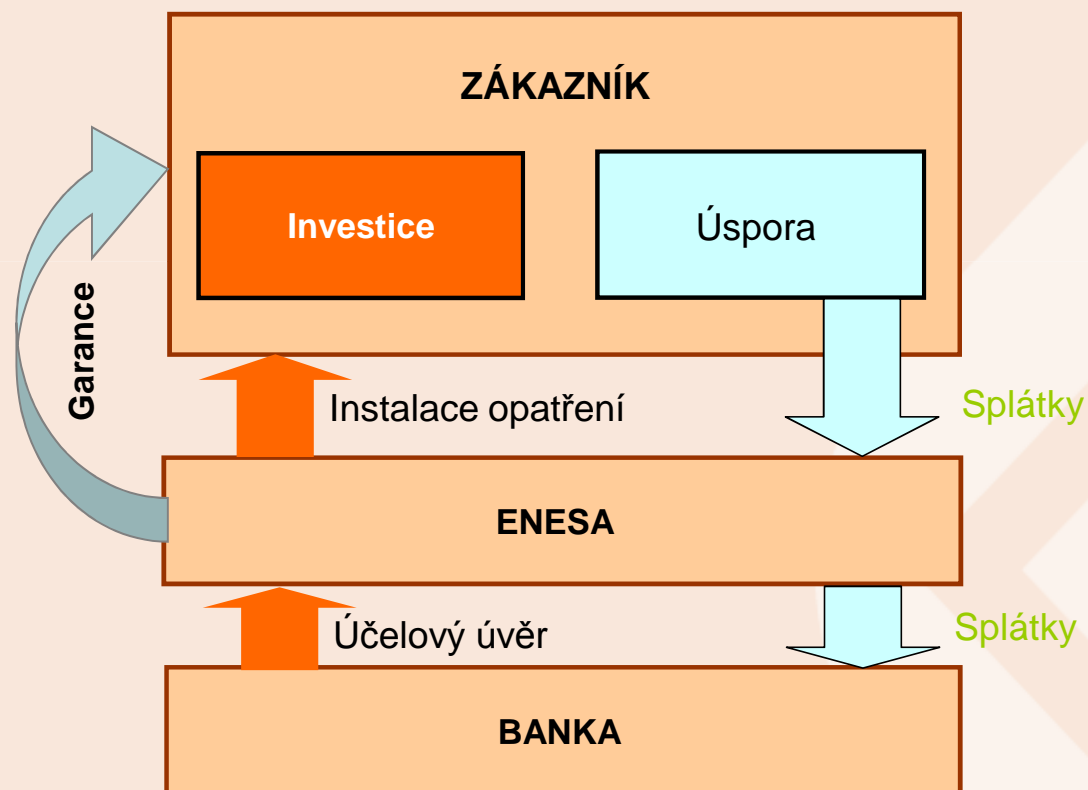 ZÁKAZNÍK
Investice
Úspora
Garance
Instalace opatření
Splátky
ENESA
Účelový úvěr
Splátky
BANKA